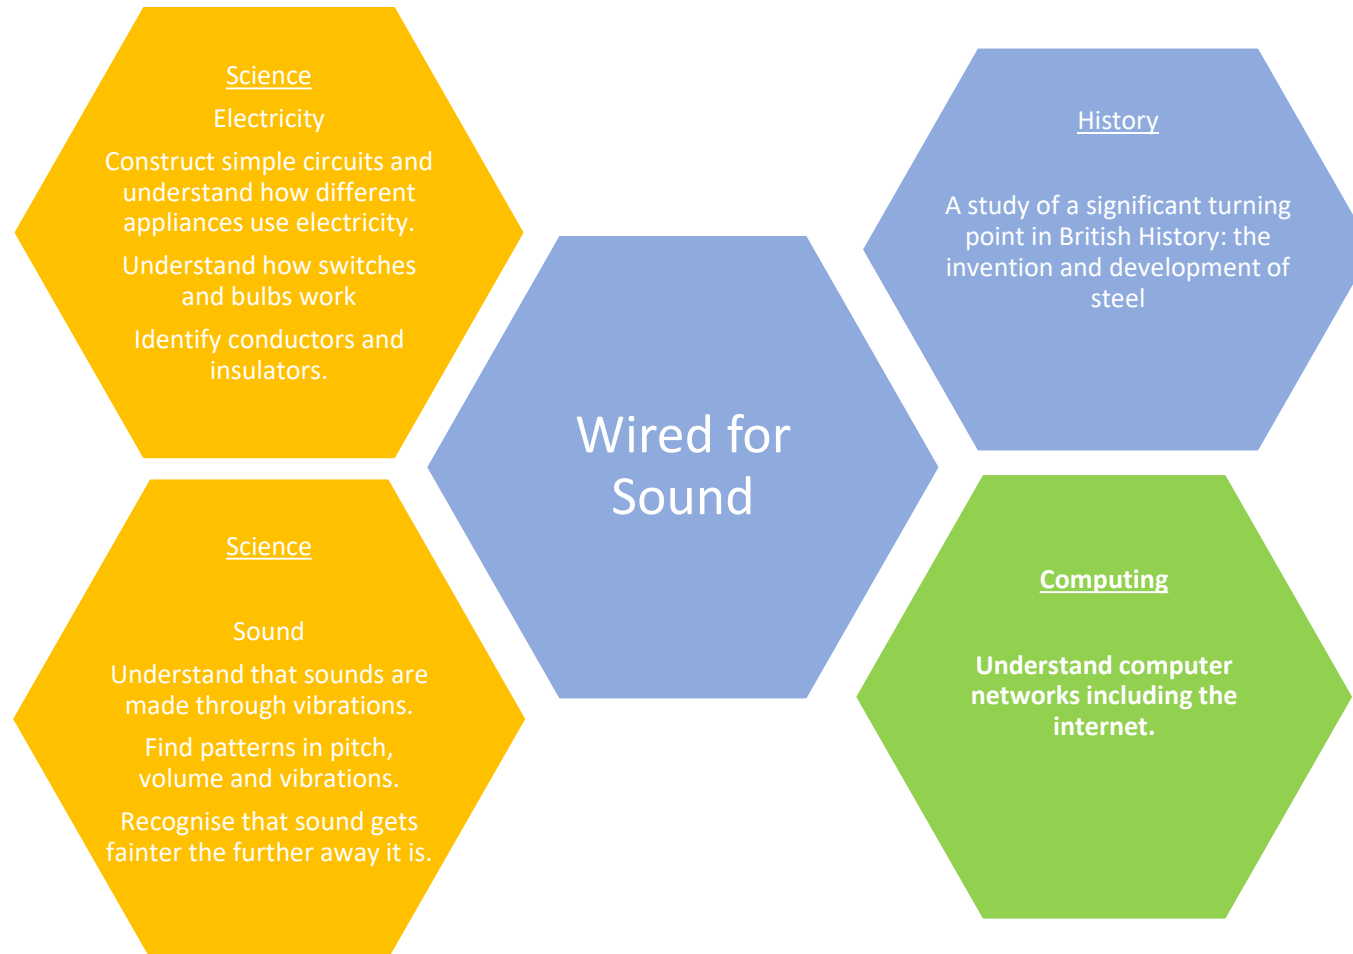 Science
Electricity
Construct simple circuits and
understand how different
appliances use electricity.
Understand how switches
and bulbs work
Identify conductors and
insulators.
Science
Sound
Understand that sounds are
made through vibrations.
Find patterns in pitch,
volume and vibrations.
Recognise that sound gets
fainter the further away it is.
Wired for
Sound
History
A study of a significant turning
point in British History: the
invention and development of
steel
Computing
Understand computer
networks including the
internet.